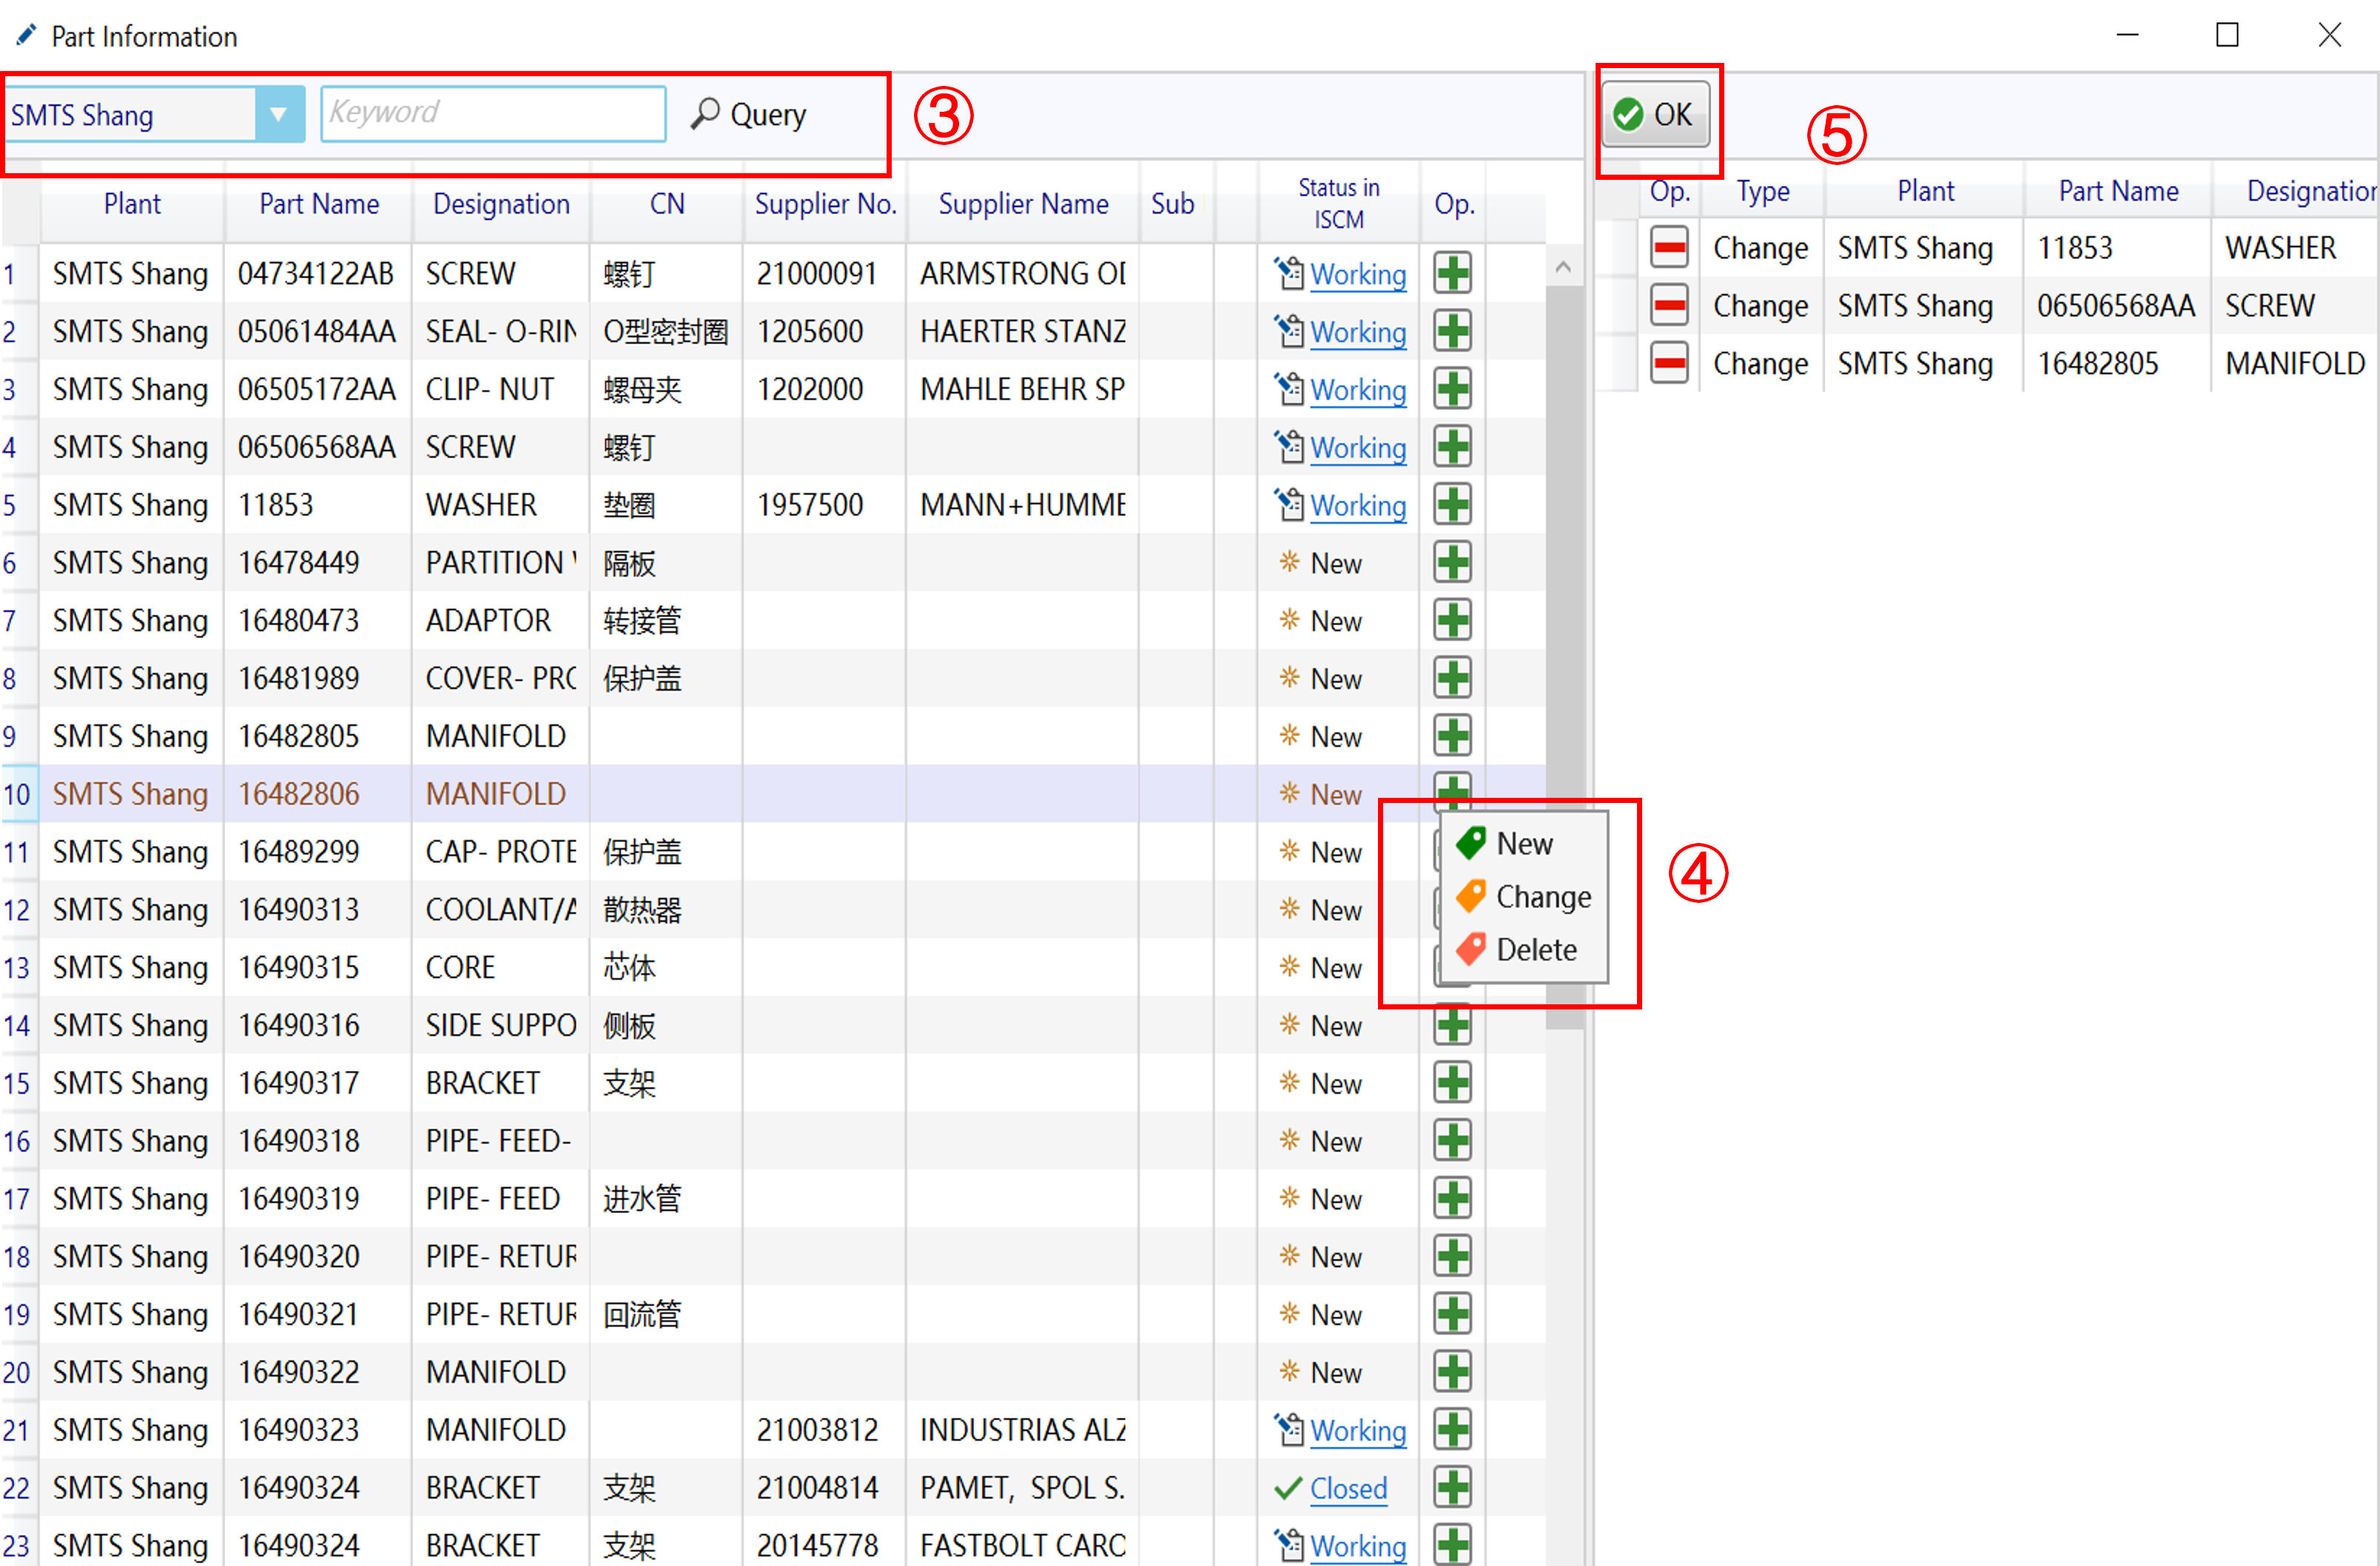 Part Information
SMTS Shang Keyword Query ③
Plant Part Name Designation CN Supplier No. Supplier Name Sub Status in ISCM Op.
1 SMTS Shang 04734122AB SCREW 螺钉 21000091 ARMSTRONG Working
2 SMTS Shang 05061484AA SEAL- O-RIN O型密封圈 1205600 HAERTER STANZ Working
3 SMTS Shang 06505172AA CLIP- NUT 螺母夹 1202000 MAHLE BEHR SP Working
4 SMTS Shang 06506568AA SCREW 螺钉 Working
5 SMTS Shang 11853 WASHER 垫圈 1957500 MANN+HUMME Working
6 SMTS Shang 16478449 PARTITION 隔板 New
7 SMTS Shang 16480473 ADAPTOR 转接管 New
8 SMTS Shang 16481989 COVER- PRO 保护盖 New
9 SMTS Shang 16482805 MANIFOLD New
10 SMTS Shang 16482806 MANIFOLD New
11 SMTS Shang 16489299 CAP- PROTE 保护盖 New
12 SMTS Shang 16490313 COOLANT/A 散热器 New
13 SMTS Shang 16490315 CORE 芯体 New
14 SMTS Shang 16490316 SIDE SUPPO 侧板 New
15 SMTS Shang 16490317 BRACKET 支架 New
16 SMTS Shang 16490318 PIPE- FEED- New
17 SMTS Shang 16490319 PIPE- FEED 进水管 New
18 SMTS Shang 16490320 PIPE- RETUR New
19 SMTS Shang 16490321 PIPE- RETUR 回流管 New
20 SMTS Shang 16490322 MANIFOLD New
21 SMTS Shang 16490323 MANIFOLD 21003812 INDUSTRIAS ALZ Working
22 SMTS Shang 16490324 BRACKET 支架 21004814 PAMET, SPOL S. Closed
23 SMTS Shang 16490324 BRACKET 支架 20145778 FASTBOLT CARO Working
New
Change
Delete
④
OK ⑤
Op. Type Plant Part Name Designation
Change SMTS Shang 11853 WASHER
Change SMTS Shang 06506568AA SCREW
Change SMTS Shang 16482805 MANIFOLD